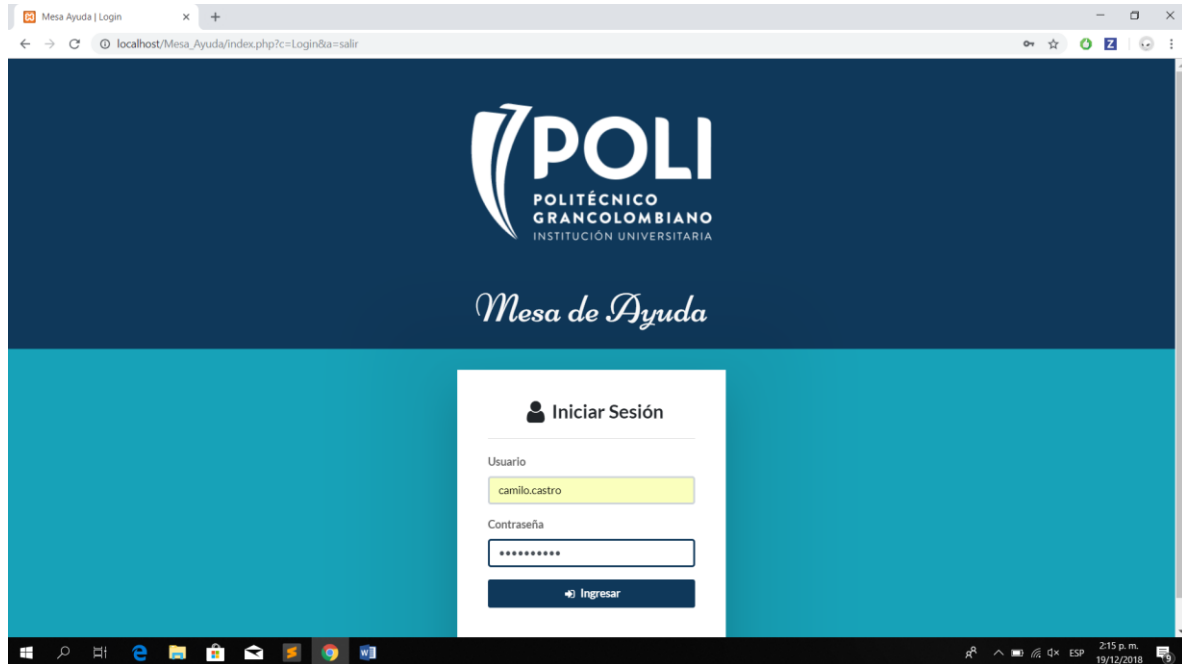 Mesa Ayuda | Login
localhost/Mesa_Ayuda/index.php?c=Login&a=salir
Z
POLI
POLITÉCNICO
GRANCOLOMBIANO
INSTITUCIÓN UNIVERSITARIA
Mesa de Ayuda
Iniciar Sesión
Usuario
camilo.castro
Contraseña
••••••••••
Ingresar
ESP
2:15 p. m.
19/12/2018
9